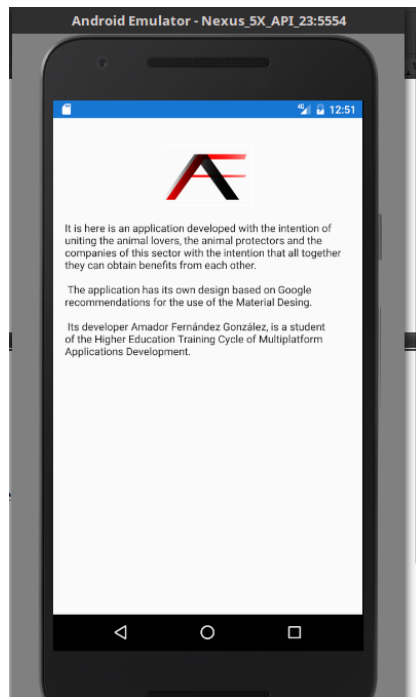 Android Emulator - Nexus_5X_API_23:5554
4G 12:51
AF
It is here is an application developed with the intention of
uniting the animal lovers, the animal protectors and the
companies of this sector with the intention that all together
they can obtain benefits from each other.
The application has its own design based on Google
recommendations for the use of the Material Desing.
Its developer Amador Fernández González, is a student
of the Higher Education Training Cycle of Multiplatform
Applications Development.